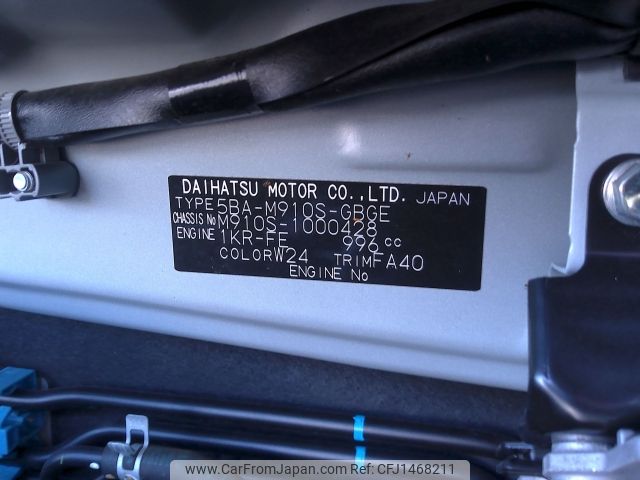 DAIHATSU MOTOR CO.,LTD. JAPAN
TYPE 5BA-M910S-GBGE
CHASSIS No M910S-1000428
ENGINE 1KR-FE 996 cc
COLOR W24 TRIM FA40
ENGINE No
www.CarFromJapan.com | Ref: CFJ1468211